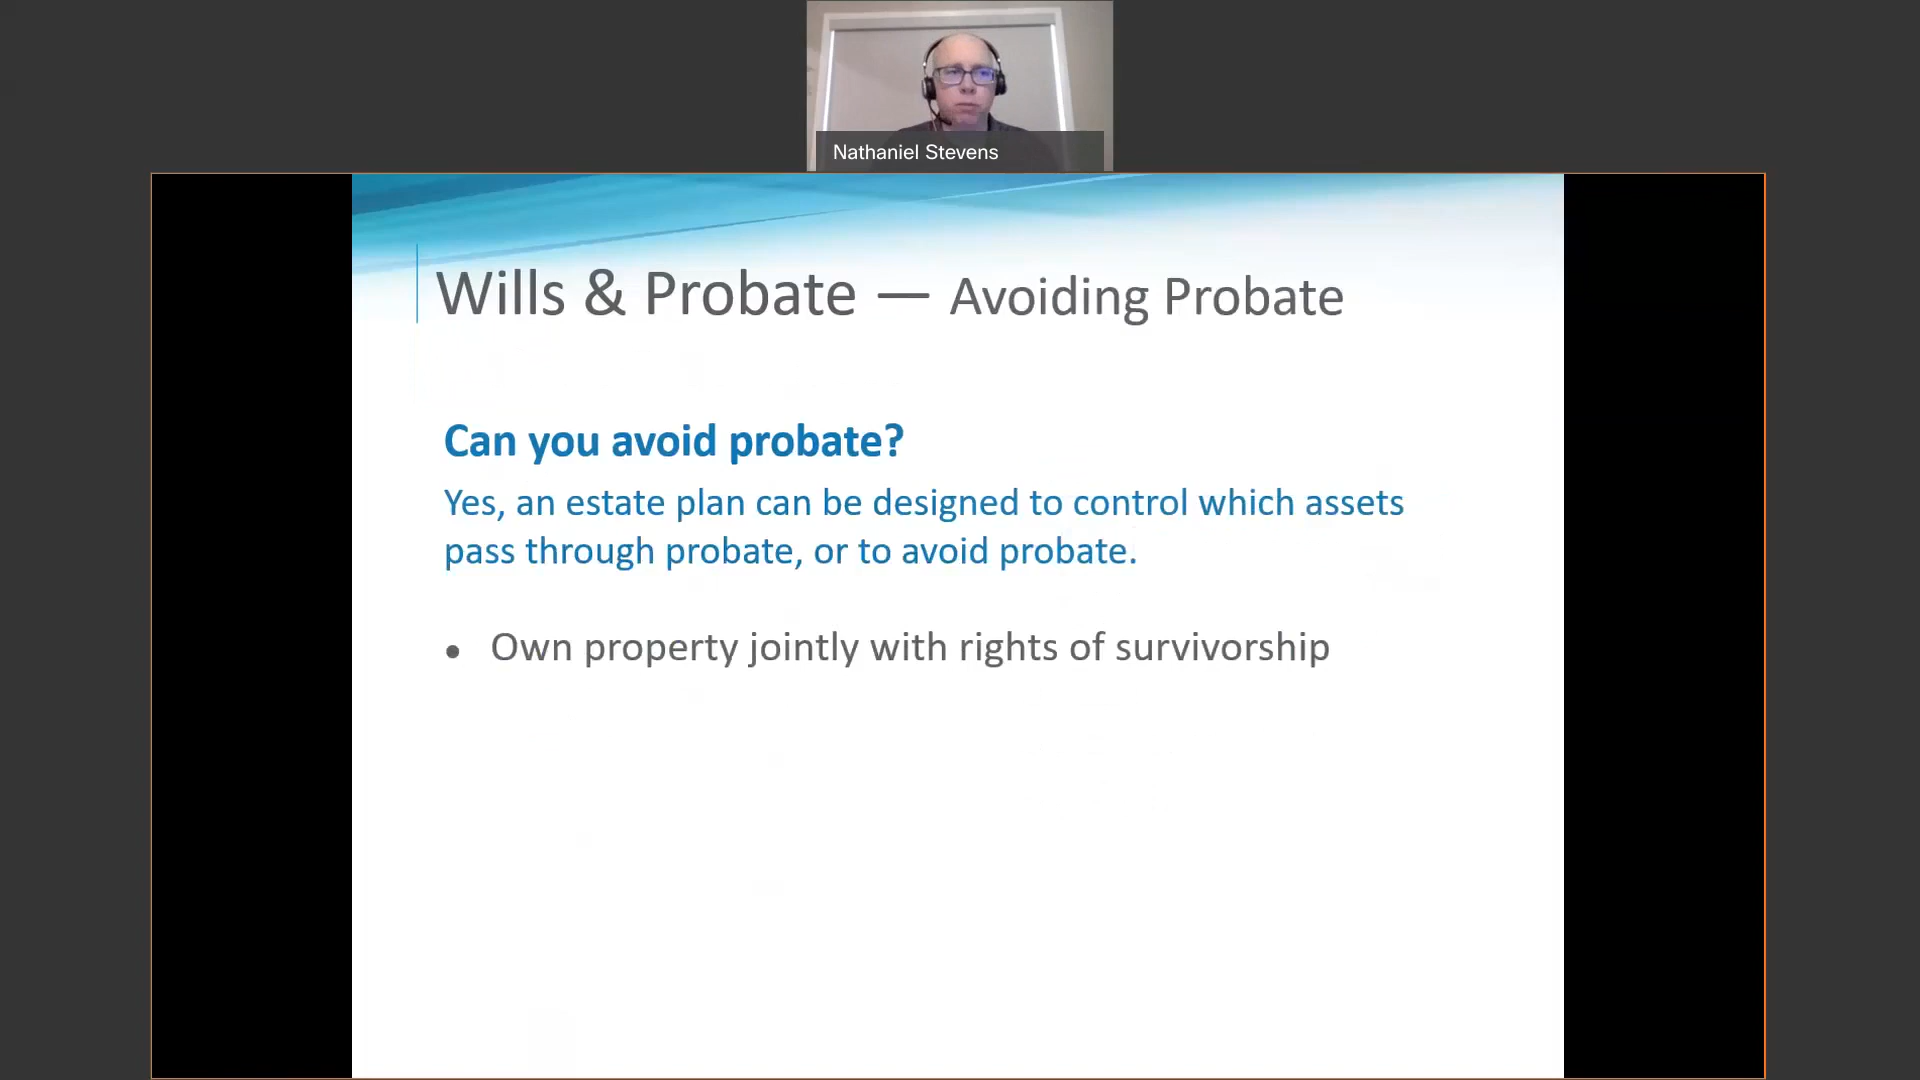 Nathaniel Stevens
Wills & Probate — Avoiding Probate
Can you avoid probate?
Yes, an estate plan can be designed to control which assets
pass through probate, or to avoid probate.
• Own property jointly with rights of survivorship